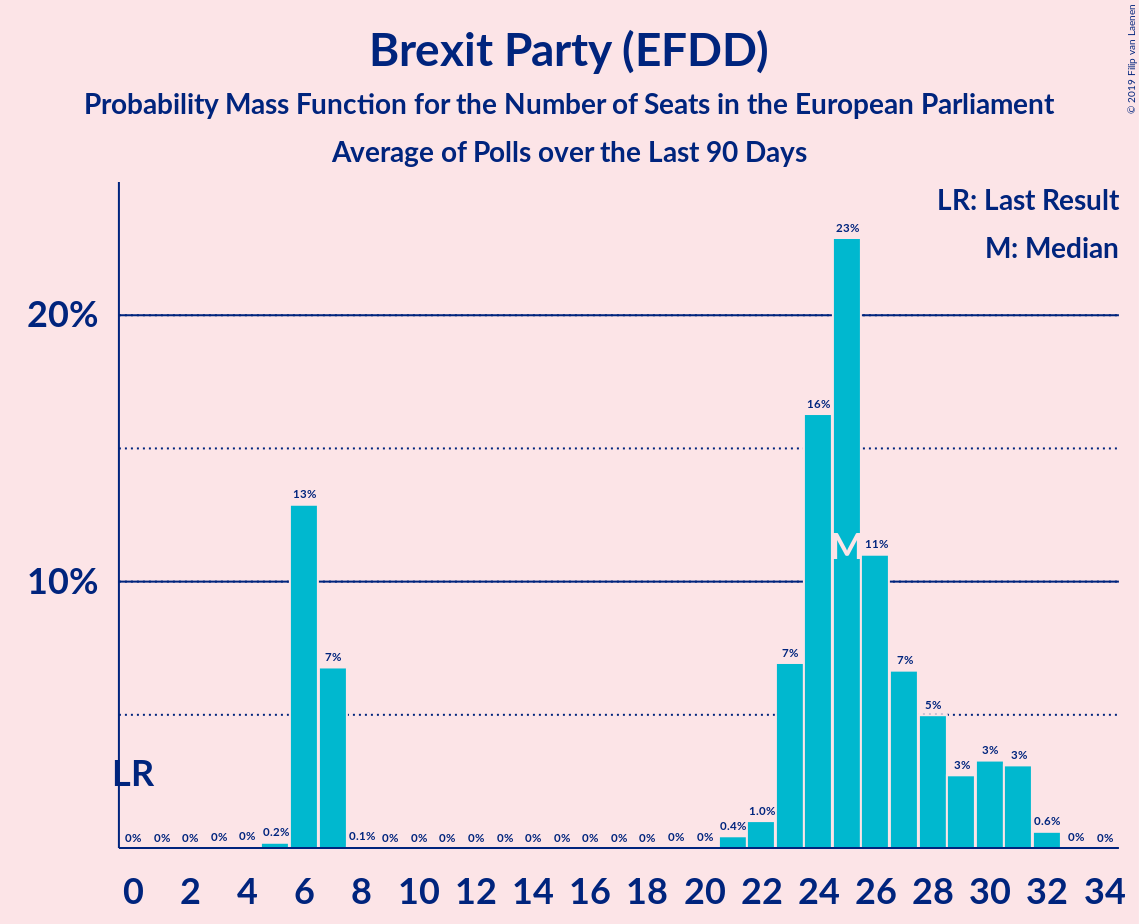 Brexit Party (EFDD)
Probability Mass Function for the Number of Seats in the European Parliament
Average of Polls over the Last 90 Days
© 2019 Filip van Laenen
LR: Last Result
M: Median
20%
10%
LR
M
0% 0% 0% 0% 0% 0.2% 13% 7% 0.1% 0% 0% 0% 0% 0% 0% 0% 0% 0% 0% 0% 0% 0.4% 1.0% 7% 16% 23% 11% 7% 5% 3% 3% 3% 0.6% 0% 0%
0 2 4 6 8 10 12 14 16 18 20 22 24 26 28 30 32 34